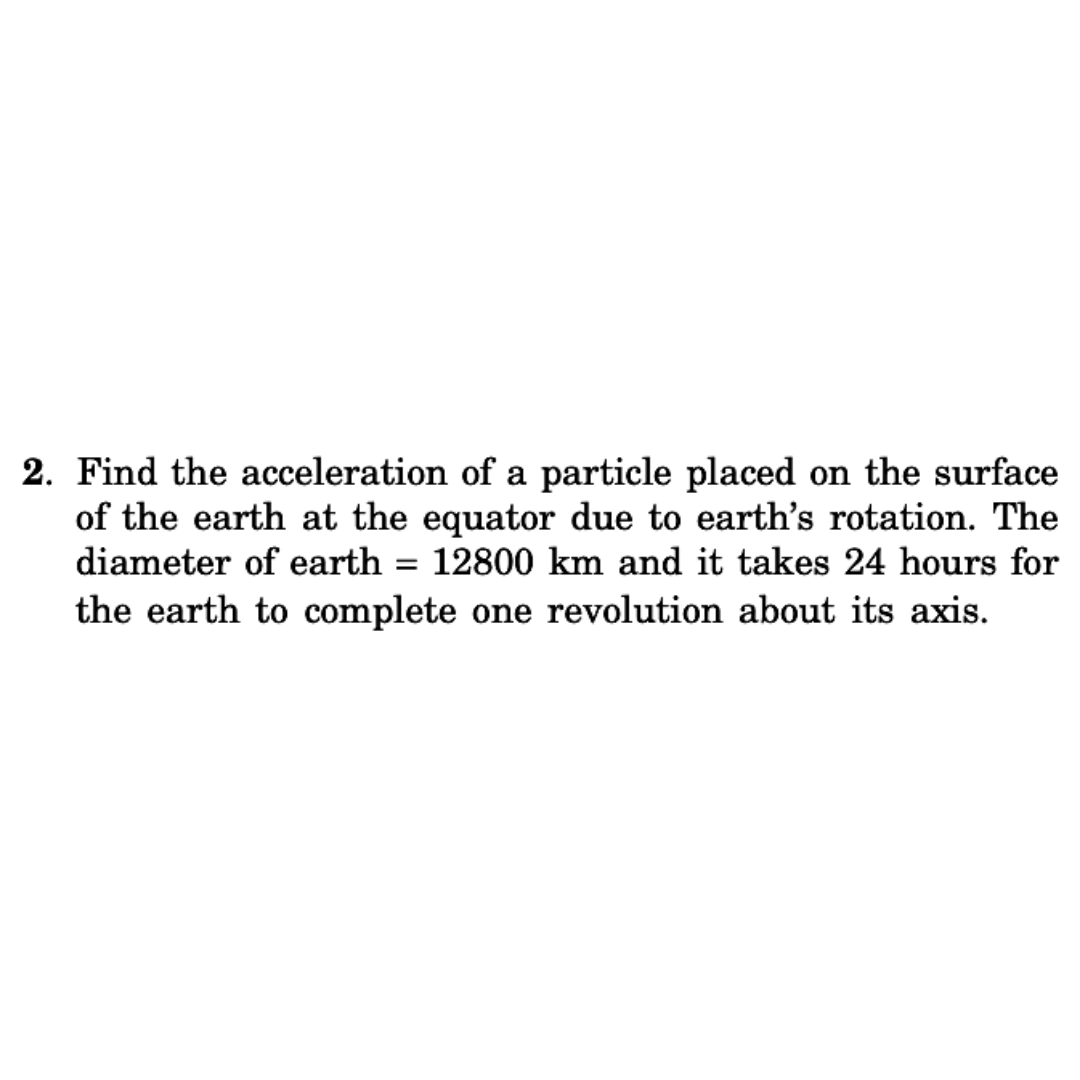 2. Find the acceleration of a particle placed on the surface
of the earth at the equator due to earth’s rotation. The
diameter of earth = 12800 km and it takes 24 hours for
the earth to complete one revolution about its axis.